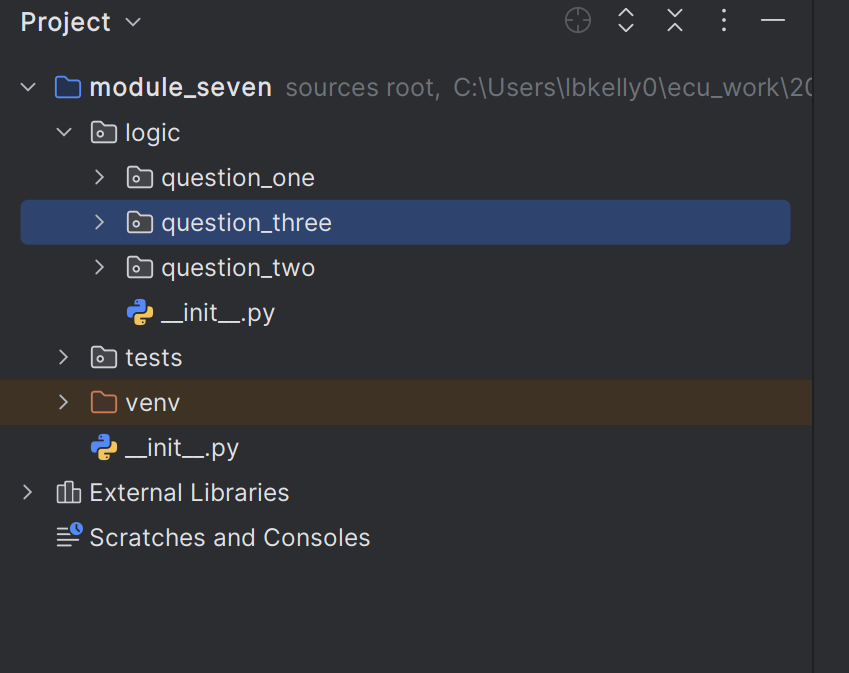 Project
module_seven sources root, C:\Users\lbkelly0\ecu_work\20
logic
question_one
question_three
question_two
__init__.py
tests
venv
__init__.py
External Libraries
Scratches and Consoles